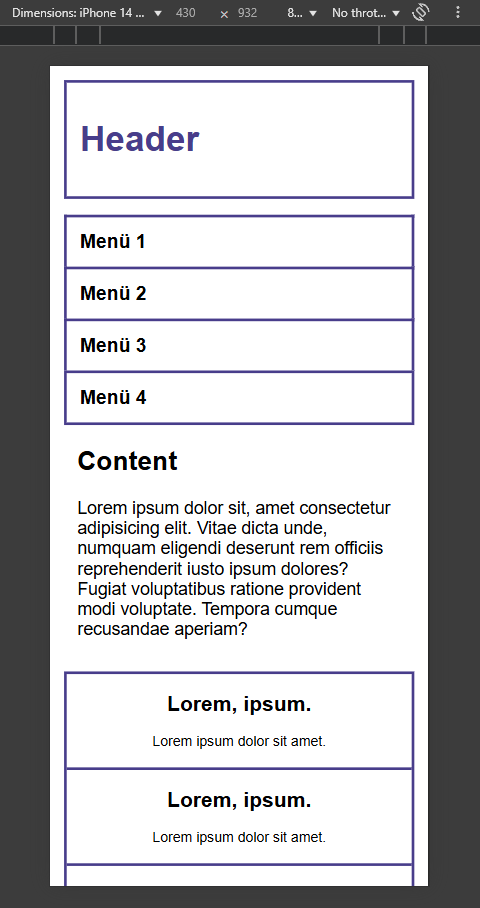 Dimensions: iPhone 14 ... 430 × 932 8... No throt...
Header
Menü 1
Menü 2
Menü 3
Menü 4
Content
Lorem ipsum dolor sit, amet consectetur
adipisicing elit. Vitae dicta unde,
numquam eligendi deserunt rem officiis
reprehenderit iusto ipsum dolores?
Fugiat voluptatibus ratione provident
modi voluptate. Tempora cumque
recusandae aperiam?
Lorem, ipsum.
Lorem ipsum dolor sit amet.
Lorem, ipsum.
Lorem ipsum dolor sit amet.